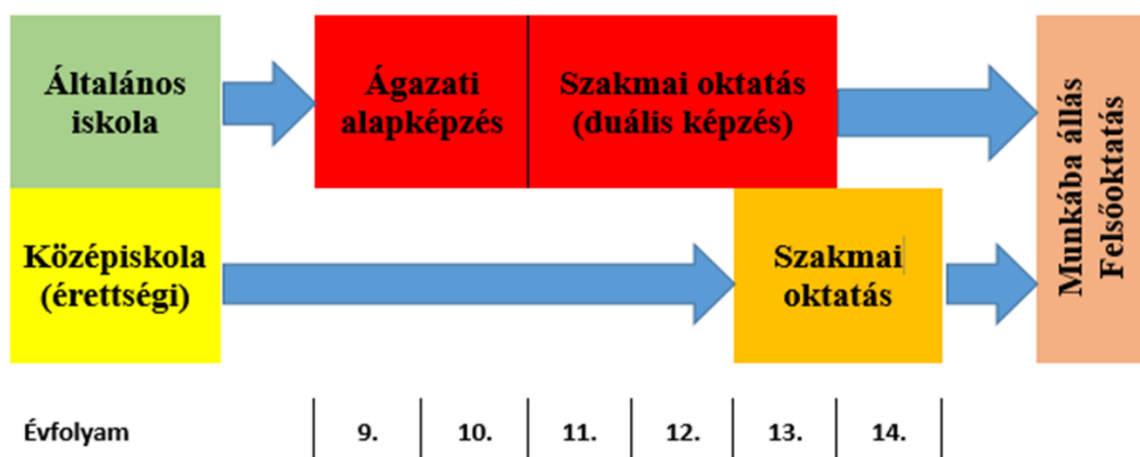 Általános
iskola
Ágazati
alapképzés
Szakmai oktatás
(duális képzés)
Középiskola
(érettségi)
Szakmai
oktatás
Munkába állás
Felsőoktatás
Évfolyam
9.
10.
11.
12.
13.
14.